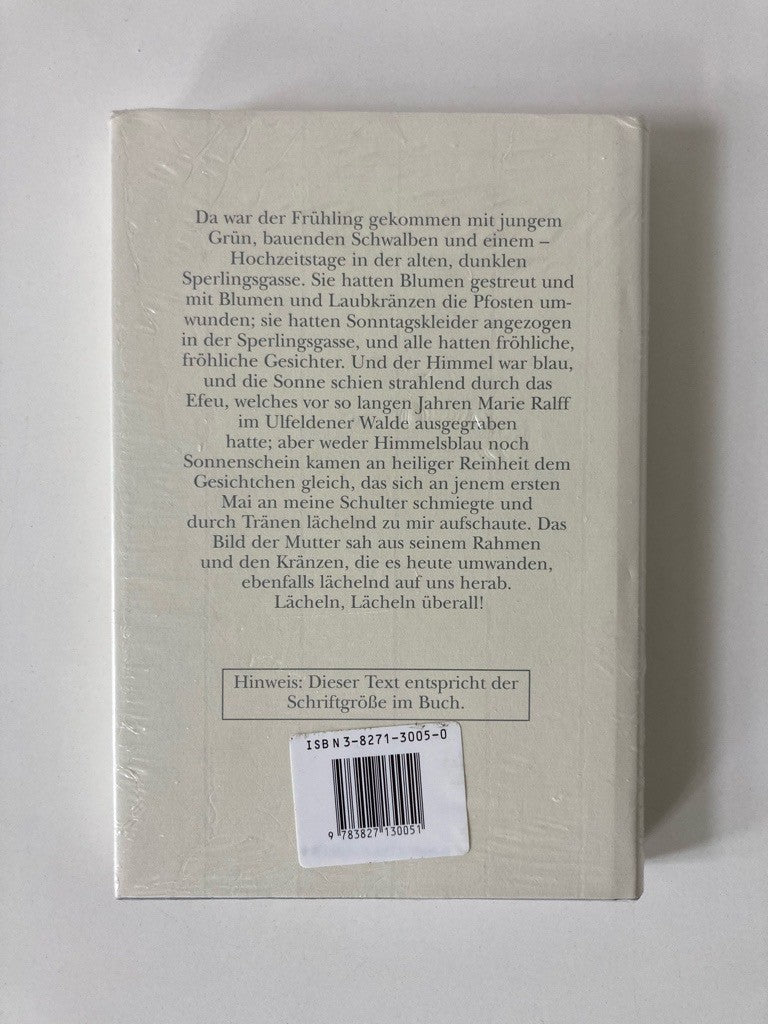 Da war der Frühling gekommen mit jungem
Grün, bauenden Schwalben und einem –
Hochzeitstage in der alten, dunklen
Sperlingsgasse. Sie hatten Blumen gestreut und
mit Blumen und Laubkränzen die Pfosten um-
wunden; sie hatten Sonntagskleider angezogen
in der Sperlingsgasse, und alle hatten fröhliche,
fröhliche Gesichter. Und der Himmel war blau,
und die Sonne schien strahlend durch das
Efeu, welches vor so langen Jahren Marie Ralff
im Ulfeldener Walde ausgegraben
hatte; aber weder Himmelsblau noch
Sonnenschein kamen an heiliger Reinheit dem
Gesichtchen gleich, das sich an jenem ersten
Mai an meine Schulter schmiegte und
durch Tränen lächelnd zu mir aufschaute. Das
Bild der Mutter sah aus seinem Rahmen
und den Kränzen, die es heute umwanden,
ebenfalls lächelnd auf uns herab.
Lächeln, Lächeln überall!
Hinweis: Dieser Text entspricht der
Schriftgröße im Buch.
ISBN 3-8271-3005-0
9 783827 130051